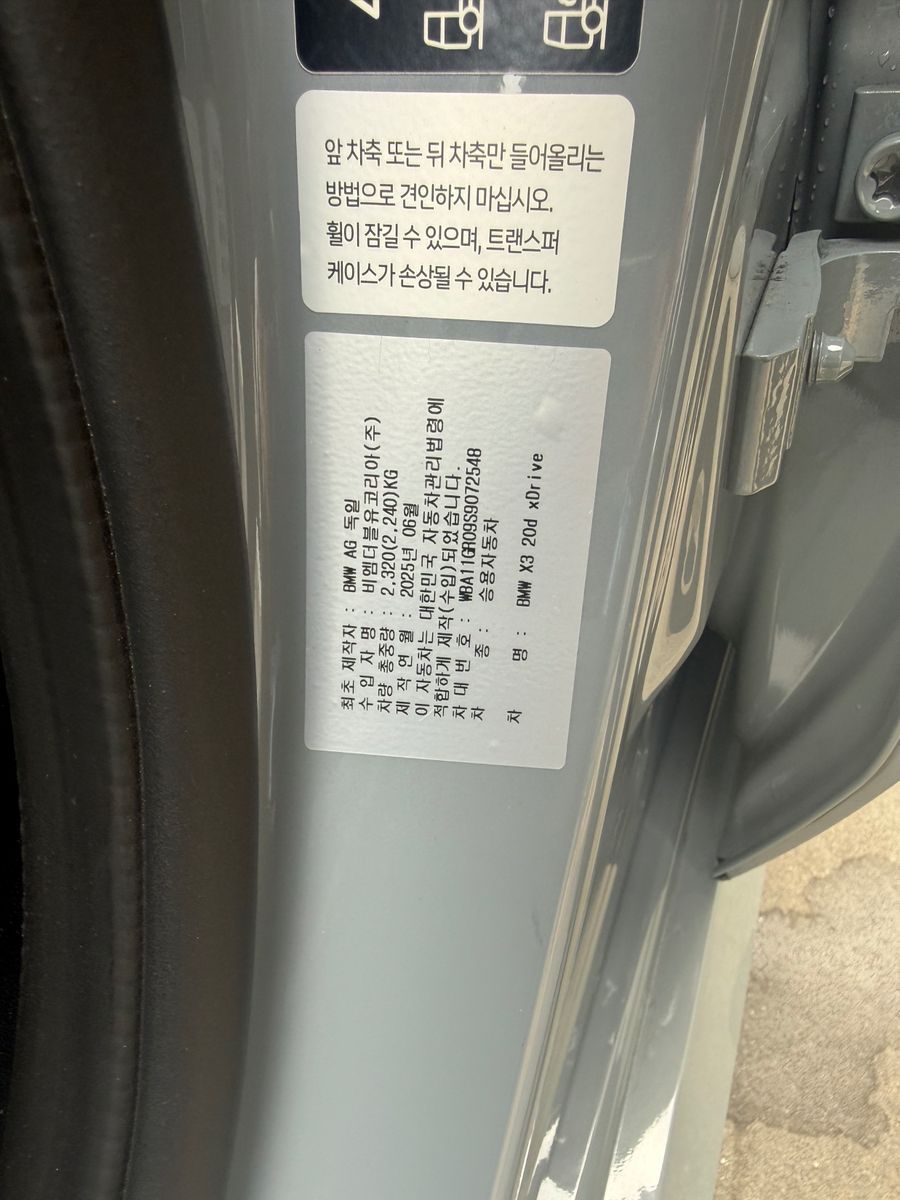 앞 차축 또는 뒤 차축만 들어올리는
방법으로 견인하지 마십시오.
휠이 잠길 수 있으며, 트랜스퍼
케이스가 손상될 수 있습니다.
최초 제작자 : BMW AG 독일
수 입 자 명 : 비엠더블유코리아(주)
차량 총중량 : 2,320(2,240)KG
제 작 연 월 : 2025년 06월
이 자동차는 대한민국 자동차관리법령에
적합하게 제작(수입)되었습니다.
차 대 번 호 : WBA11GR09S9072548
차 종 : 승용자동차
차 명 : BMW X3 20d xDrive